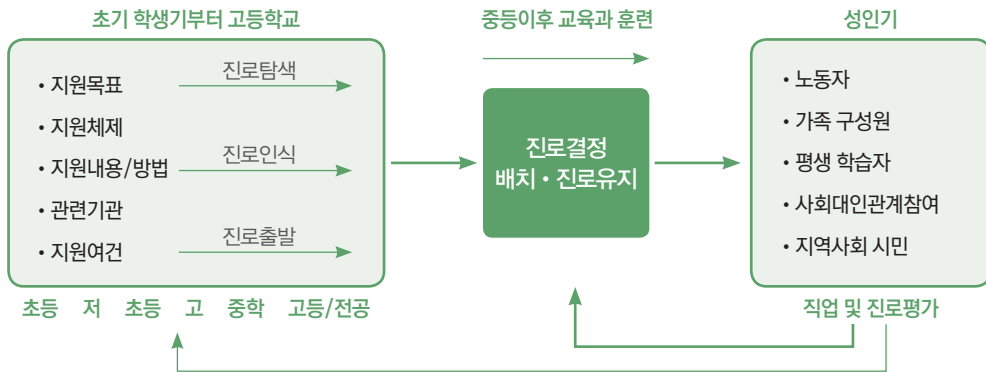 초기 학생기부터 고등학교
• 지원목표
진로탐색
• 지원체제
• 지원내용/방법
진로인식
• 관련기관
• 지원여건
진로출발
초등 저 초등 고 중학 고등/전공
중등이후 교육과 훈련
진로결정
배치・진로유지
성인기
• 노동자
• 가족 구성원
• 평생 학습자
• 사회대인관계참여
• 지역사회 시민
직업 및 진로평가